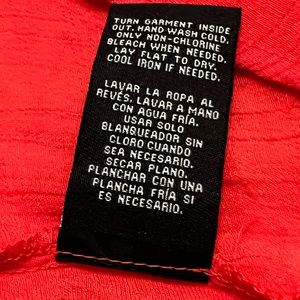 TURN GARMENT INSIDE
OUT. HAND WASH COLD.
ONLY NON-CHLORINE
BLEACH WHEN NEEDED.
LAY FLAT TO DRY.
COOL IRON IF NEEDED.
LAVAR LA ROPA AL
REVÉS. LAVAR A MANO
CON AGUA FRÍA.
USAR SOLO
BLANQUEADOR SIN
CLORO CUANDO
SEA NECESARIO.
SECAR PLANO.
PLANCHAR CON UNA
PLANCHA FRÍA SI
ES NECESARIO.